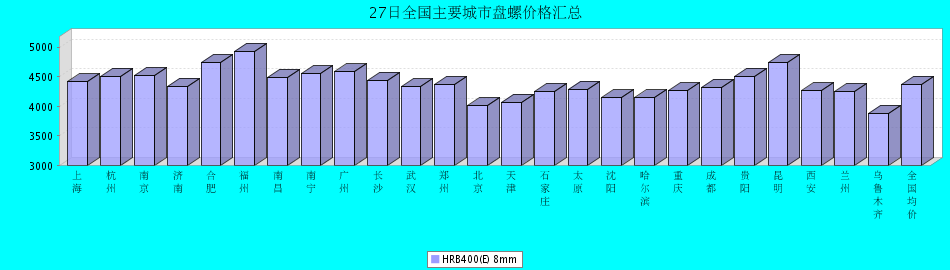 27日全国主要城市盘螺价格汇总
5000
4500
4000
3500
3000
上海
杭州
南京
济南
合肥
福州
南昌
南宁
广州
长沙
武汉
郑州
北京
天津
石家庄
太原
沈阳
哈尔滨
重庆
成都
贵阳
昆明
西安
兰州
乌鲁木齐
全国均价
HRB400(E) 8mm